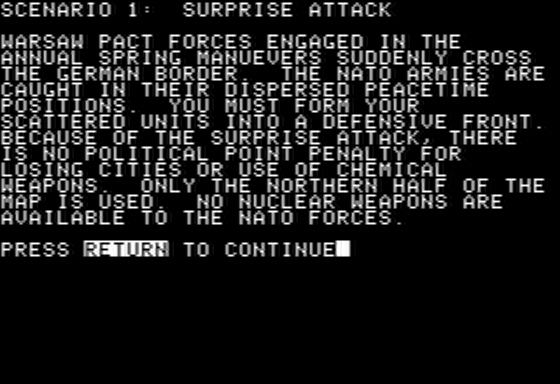 SCENARIO 1:  SURPRISE ATTACK
WARSAW PACT FORCES ENGAGED IN THE
ANNUAL SPRING MANUEVERS SUDDENLY CROSS
THE GERMAN BORDER.  THE NATO ARMIES ARE
CAUGHT IN THEIR DISPERSED PEACETIME
POSITIONS.  YOU MUST FORM YOUR
SCATTERED UNITS INTO A DEFENSIVE FRONT.
BECAUSE OF THE SURPRISE ATTACK, THERE
IS NO POLITICAL POINT PENALTY FOR
LOSING CITIES OR USE OF CHEMICAL
WEAPONS.  ONLY THE NORTHERN HALF OF THE
MAP IS USED.  NO NUCLEAR WEAPONS ARE
AVAILABLE TO THE NATO FORCES.
PRESS RETURN TO CONTINUE